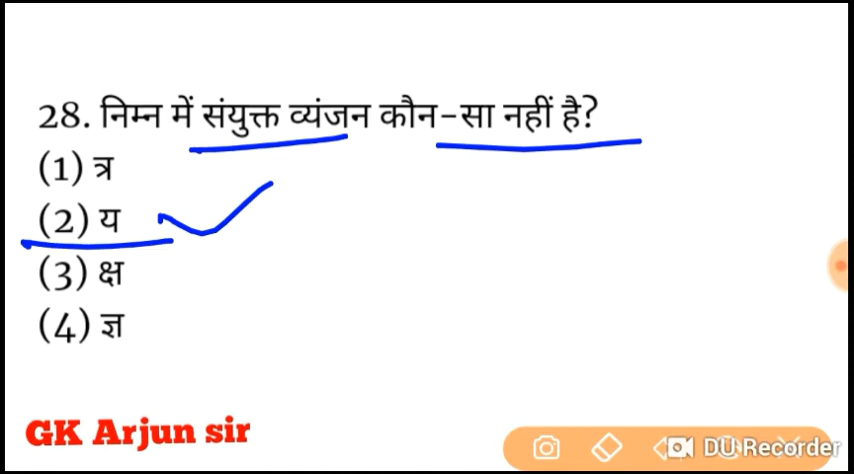 28. निम्न में संयुक्त व्यंजन कौन-सा नहीं है?
(1) त्र
(2) य
(3) क्ष
(4) ज्ञ
GK Arjun sir
DU Recorder